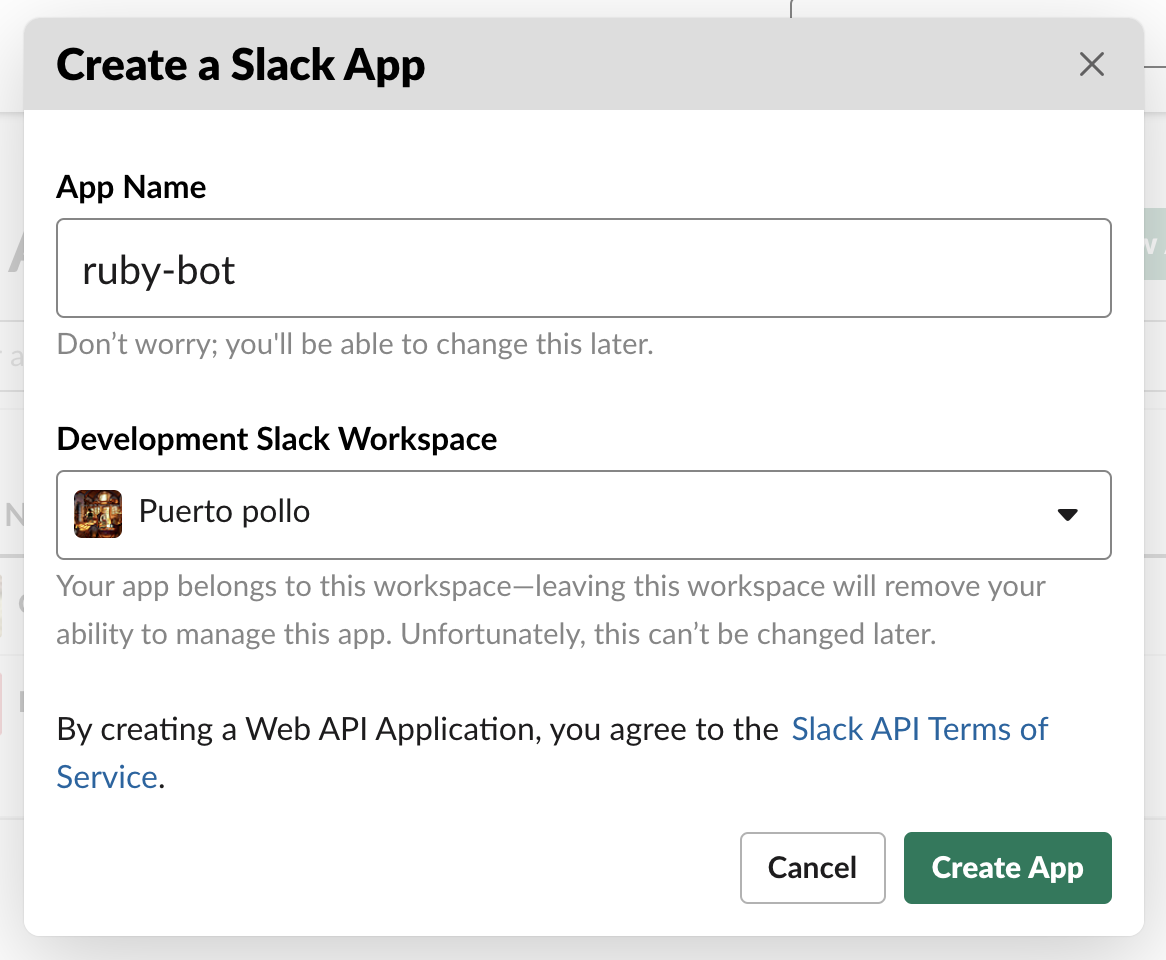 Create a Slack App
App Name
ruby-bot
Don’t worry; you'll be able to change this later.
Development Slack Workspace
Puerto pollo
Your app belongs to this workspace—leaving this workspace will remove your
ability to manage this app. Unfortunately, this can’t be changed later.
By creating a Web API Application, you agree to the Slack API Terms of
Service.
Cancel
Create App